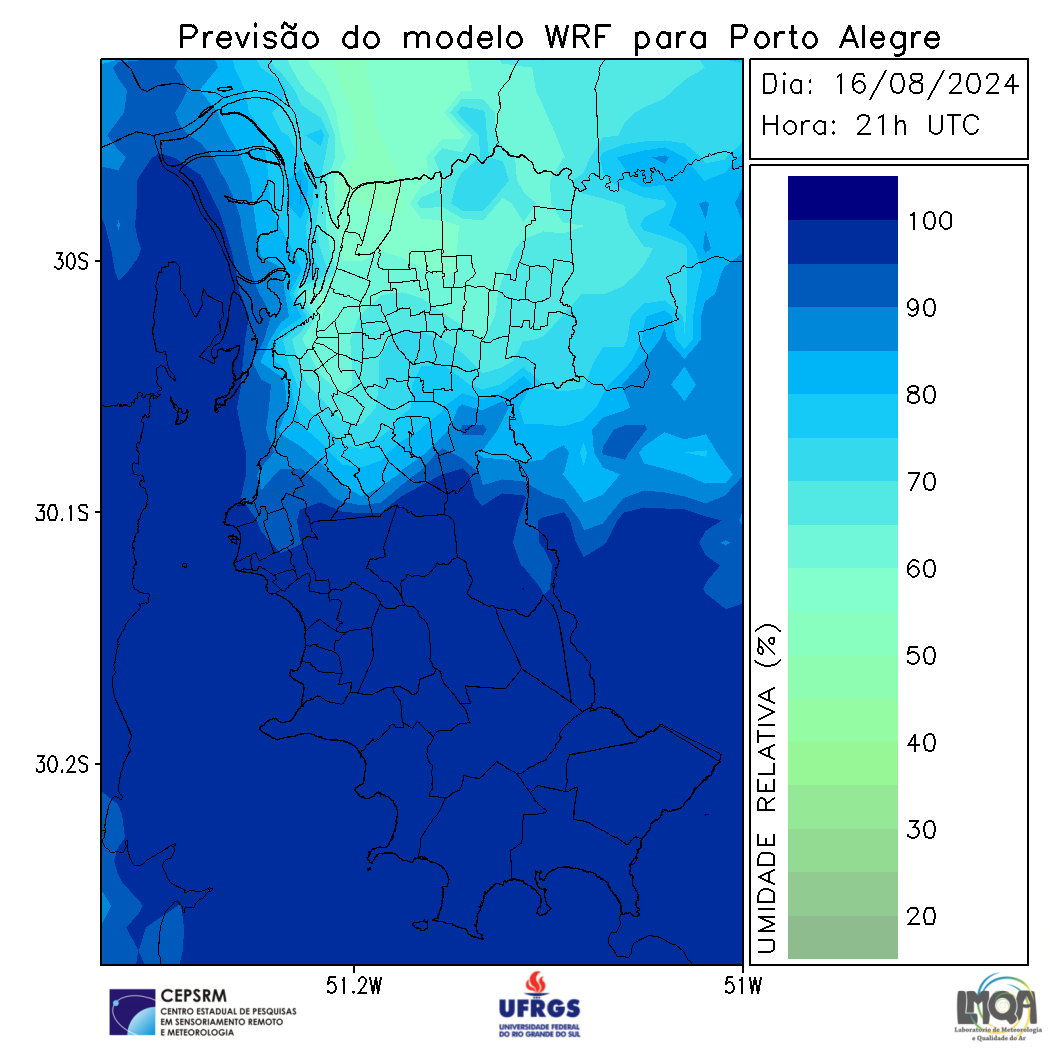 Previsão do modelo WRF para Porto Alegre
Dia: 16/08/2024
Hora: 21h UTC
30S
30.1S
30.2S
51.2W
51W
UMIDADE RELATIVA (%)
100
90
80
70
60
50
40
30
20
CEPSRM
CENTRO ESTADUAL DE PESQUISAS
EM SENSORIAMENTO REMOTO
E METEOROLOGIA
UFRGS
UNIVERSIDADE FEDERAL
DO RIO GRANDE DO SUL
LMQA
Laboratório de Meteorologia
e Qualidade do Ar